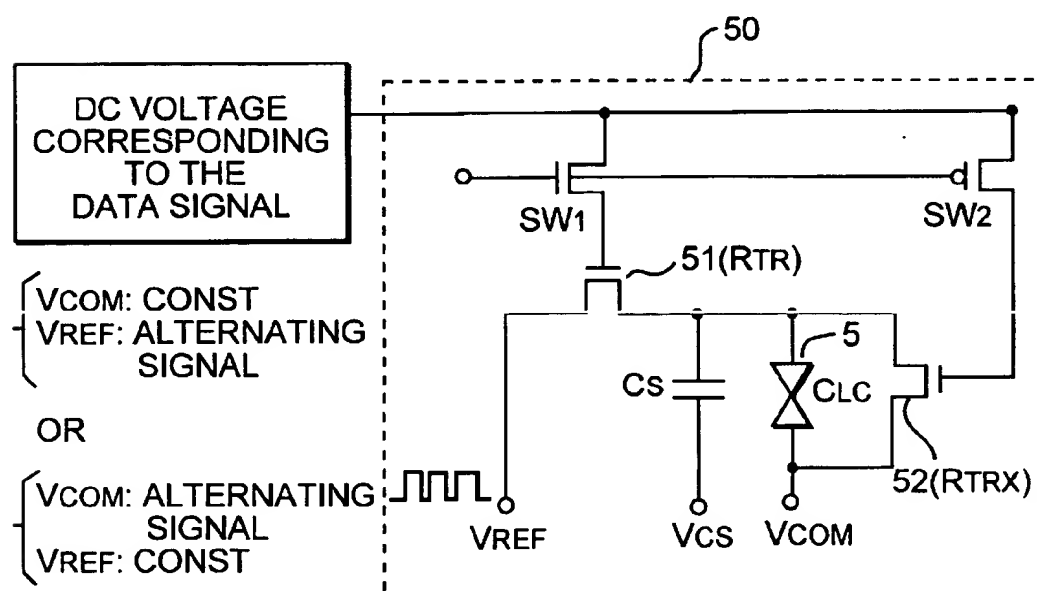 50
DC VOLTAGE
CORRESPONDING
TO THE
DATA SIGNAL
SW1
SW2
51(RTR)
VCOM: CONST
VREF: ALTERNATING
SIGNAL
OR
VCOM: ALTERNATING
SIGNAL
VREF: CONST
5
CS
CLC
52(RTRX)
VREF
VCS
VCOM